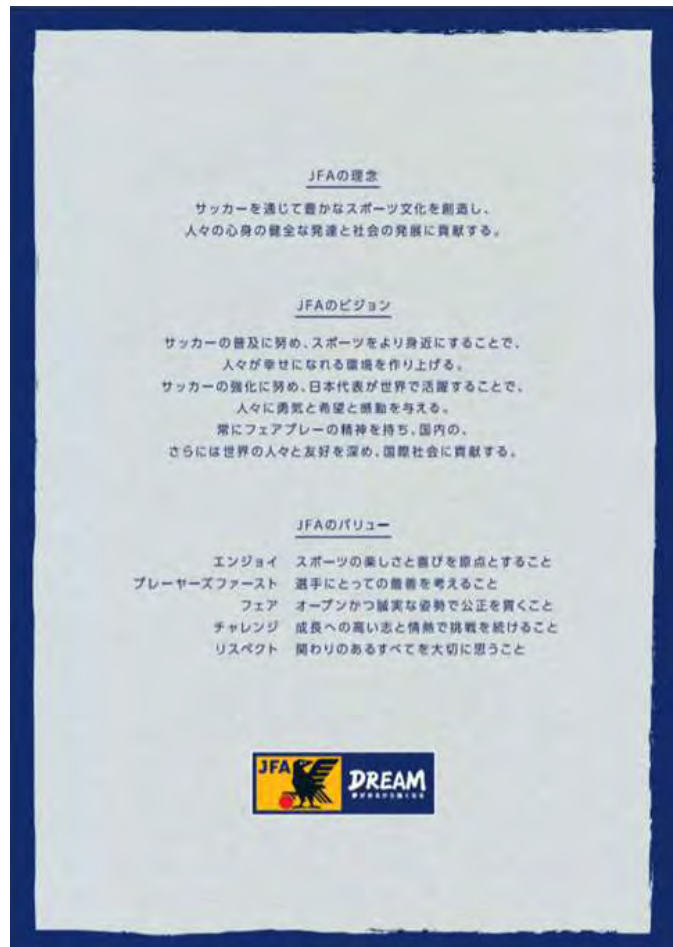 JFAの理念
サッカーを通じて豊かなスポーツ文化を創造し、
人々の心身の健全な発達と社会の発展に貢献する。
JFAのビジョン
サッカーの普及に努め、スポーツをより身近にすることで、
人々が幸せになれる環境を作り上げる。
サッカーの強化に努め、日本代表が世界で活躍することで、
人々に勇気と希望と感動を与える。
常にフェアプレーの精神を持ち、国内の、
さらには世界の人々と友好を深め、国際社会に貢献する。
JFAのバリュー
エンジョイ スポーツの楽しさと喜びを原点とすること
プレーヤーズファースト 選手にとっての最善を考えること
フェア オープンかつ誠実な姿勢で公正を貫くこと
チャレンジ 成長への高い志と情熱で挑戦を続けること
リスペクト 関わりのあるすべてを大切に思うこと
JFA DREAM